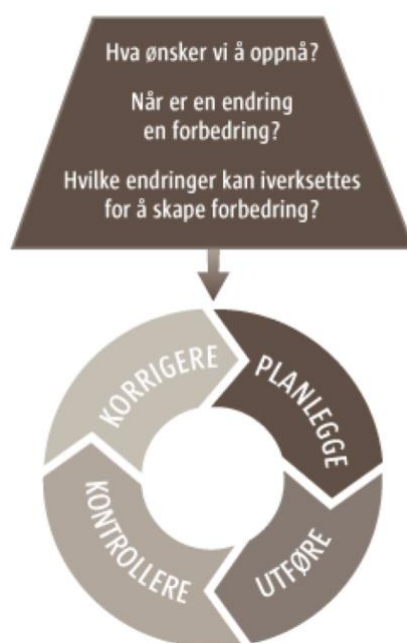 Hva ønsker vi å oppnå?
Når er en endring
en forbedring?
Hvilke endringer kan iverksettes
for å skape forbedring?
KORRIGERE
PLANLEGGE
KONTROLLERE
UTFØRE